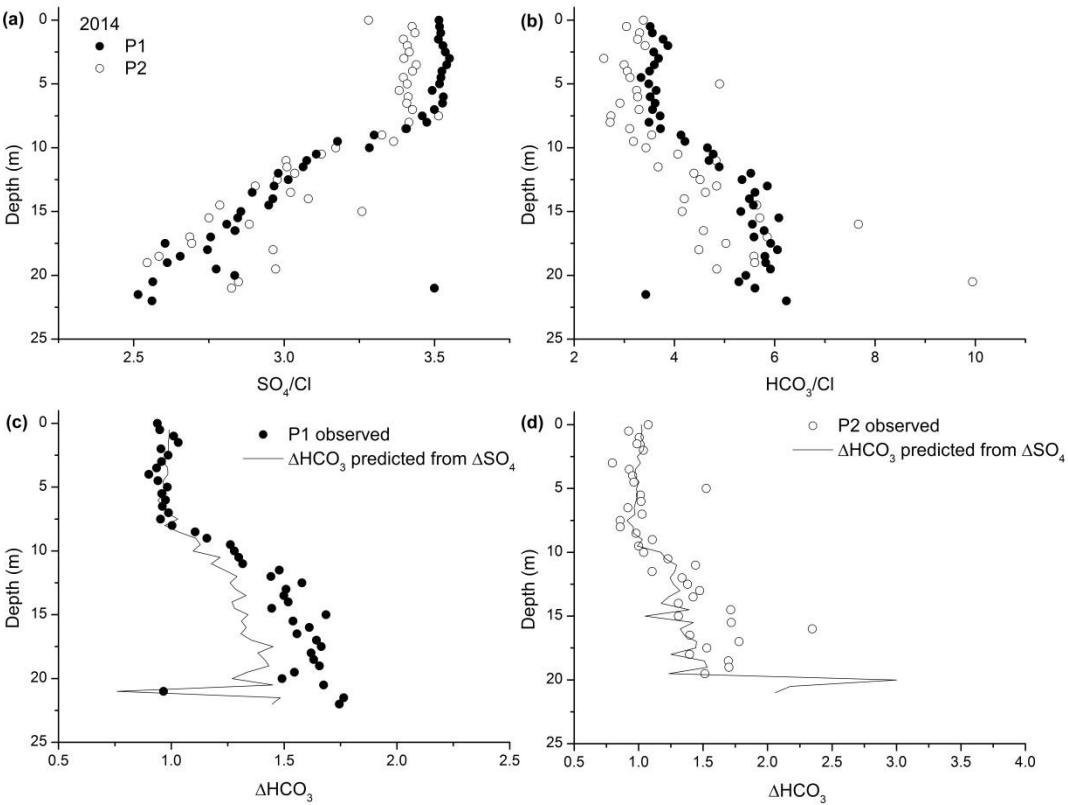 (a)
2014
P1
P2
0
5
10
15
20
25
Depth (m)
2.5 3.0 3.5
SO₄/Cl
(b)
0
5
10
15
20
25
Depth (m)
2 4 6 8 10
HCO₃/Cl
(c)
P1 observed
ΔHCO₃ predicted from ΔSO₄
0
5
10
15
20
25
Depth (m)
0.5 1.0 1.5 2.0 2.5
ΔHCO₃
(d)
P2 observed
ΔHCO₃ predicted from ΔSO₄
0
5
10
15
20
25
Depth (m)
0.5 1.0 1.5 2.0 2.5 3.0 3.5 4.0
ΔHCO₃